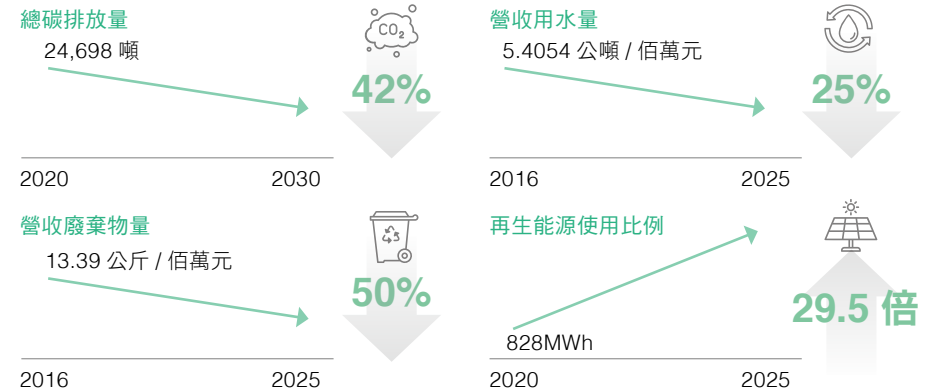 總碳排放量
24,698 噸
CO2
42%
2020
2030
營收用水量
5.4054 公噸 / 佰萬元
25%
2016
2025
營收廢棄物量
13.39 公斤 / 佰萬元
50%
2016
2025
再生能源使用比例
828MWh
29.5 倍
2020
2025